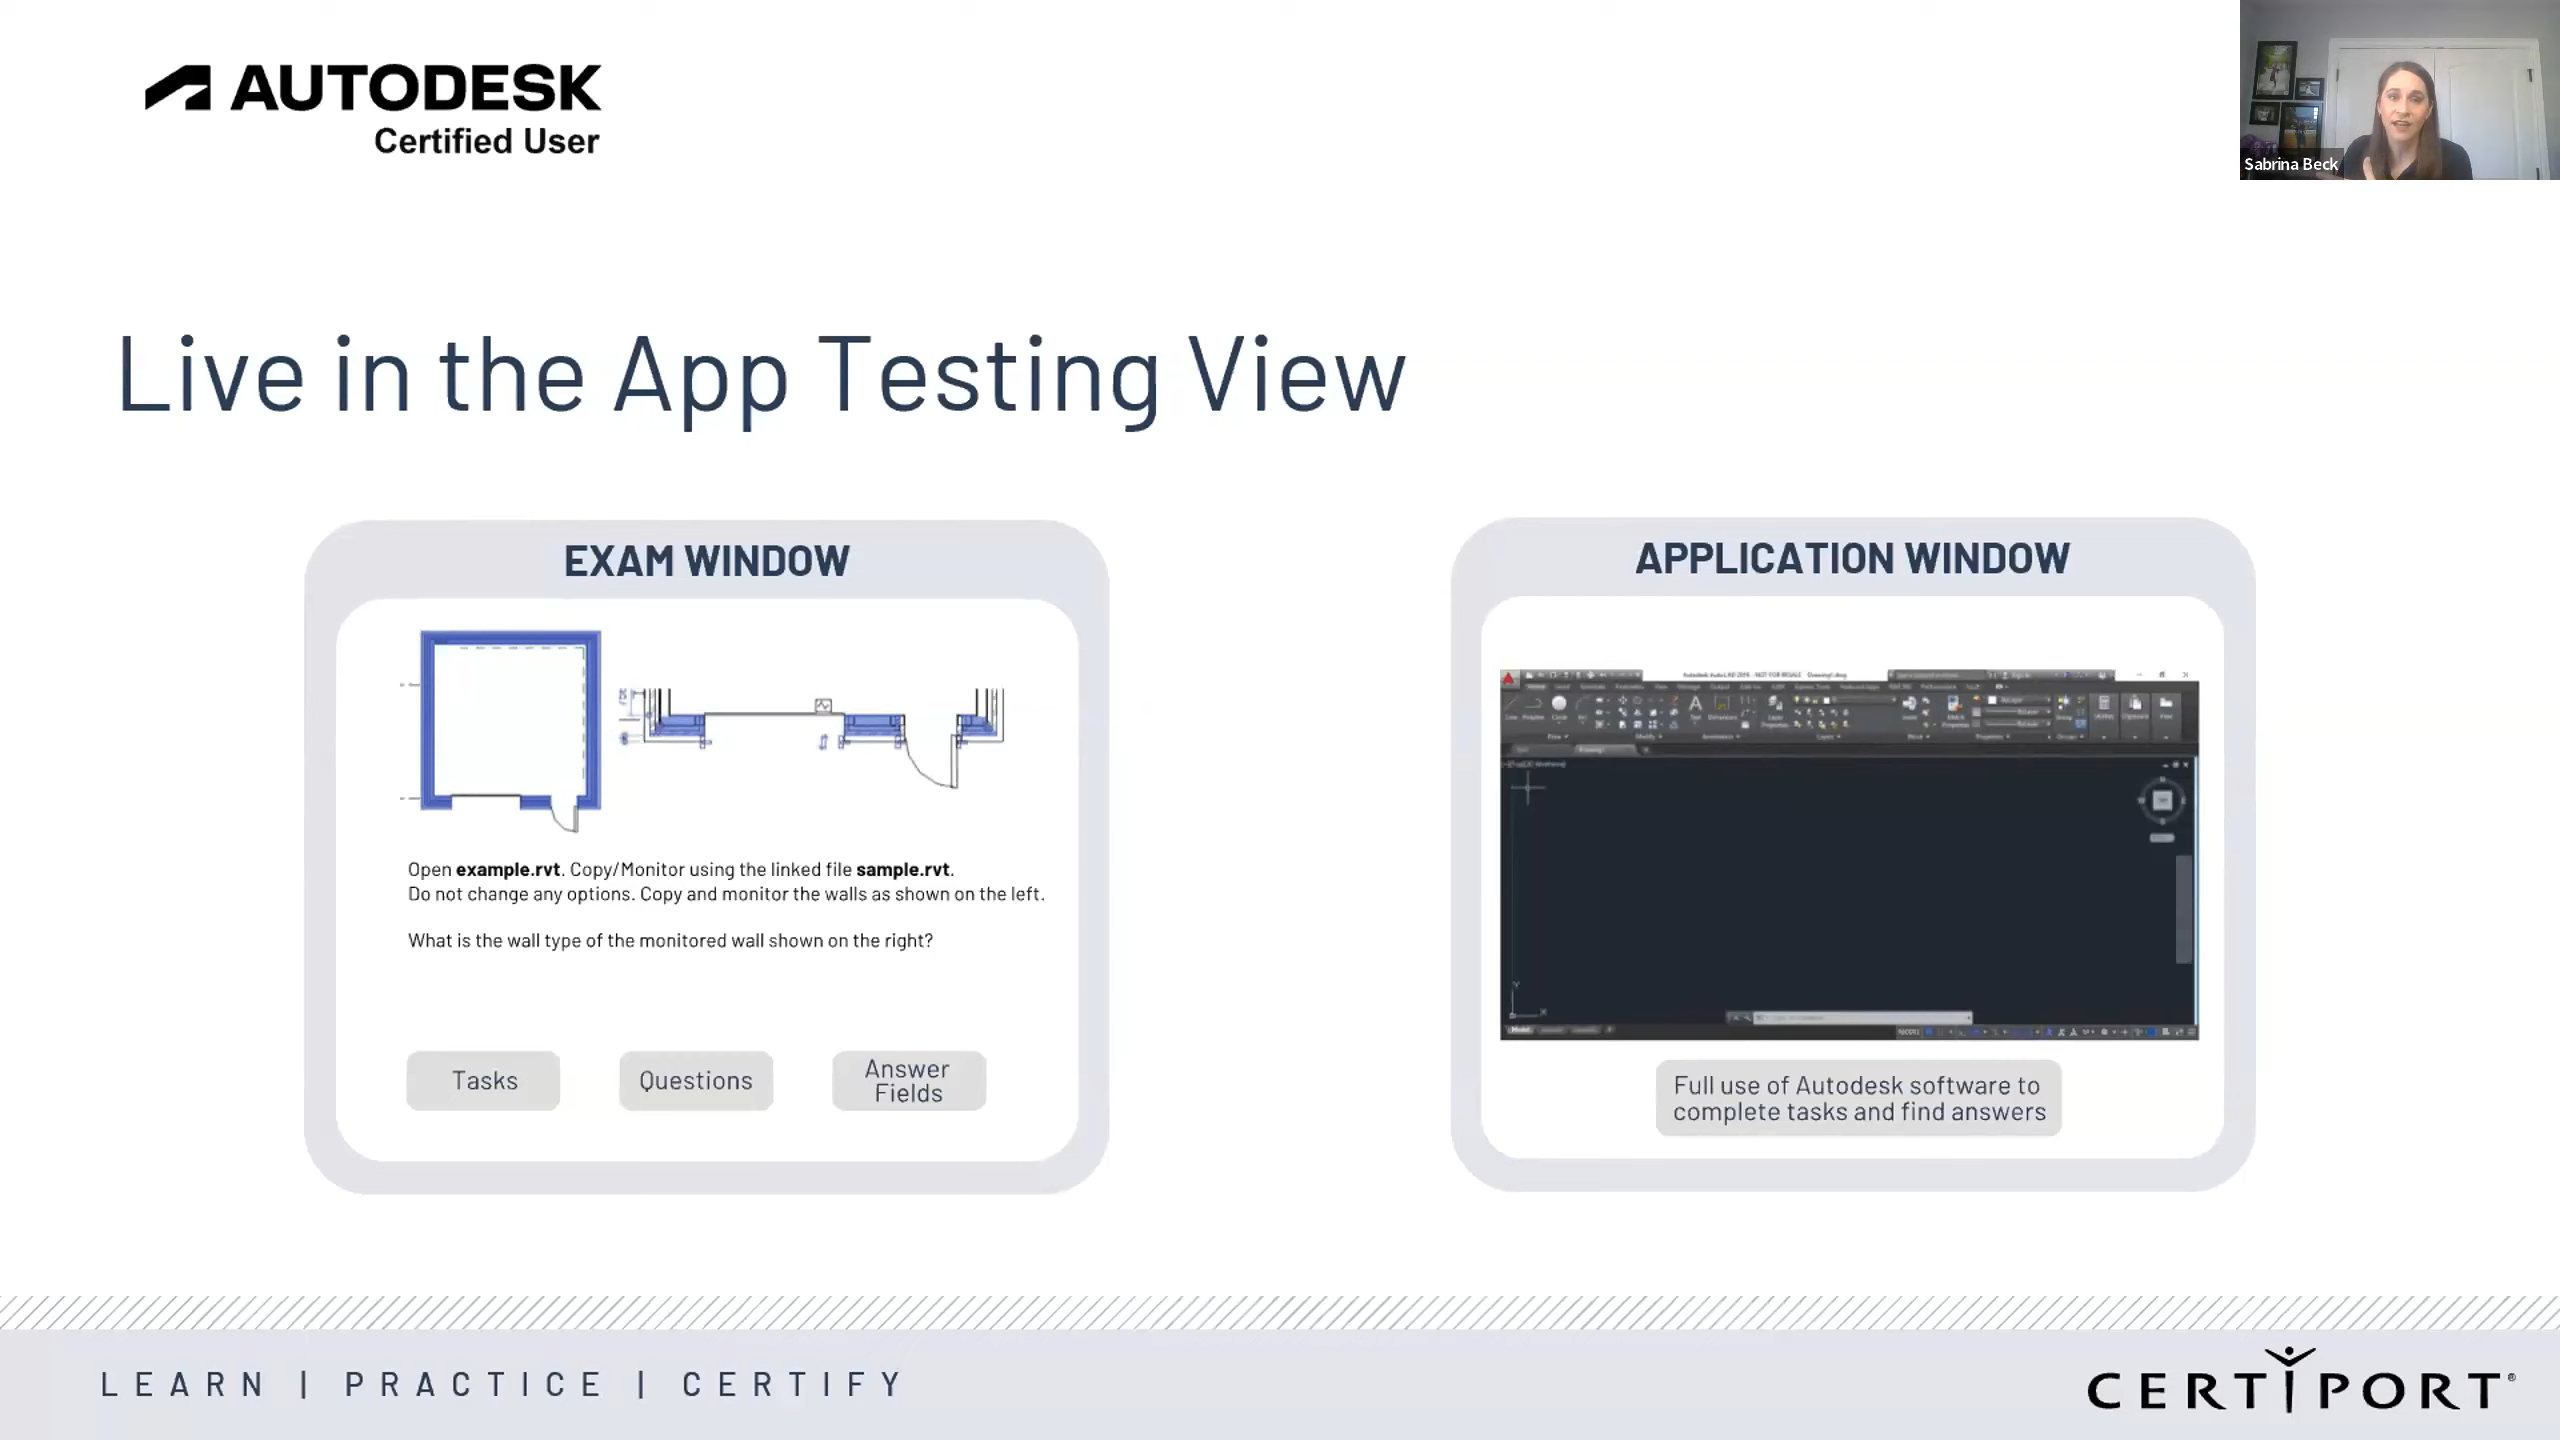 AUTODESK
Certified User
Sabrina Beck
Live in the App Testing View
EXAM WINDOW
Open example.rvt. Copy/Monitor using the linked file sample.rvt.
Do not change any options. Copy and monitor the walls as shown on the left.
What is the wall type of the monitored wall shown on the right?
Tasks
Questions
Answer
Fields
APPLICATION WINDOW
Full use of Autodesk software to
complete tasks and find answers
LEARN | PRACTICE | CERTIFY
CERTIPORT®